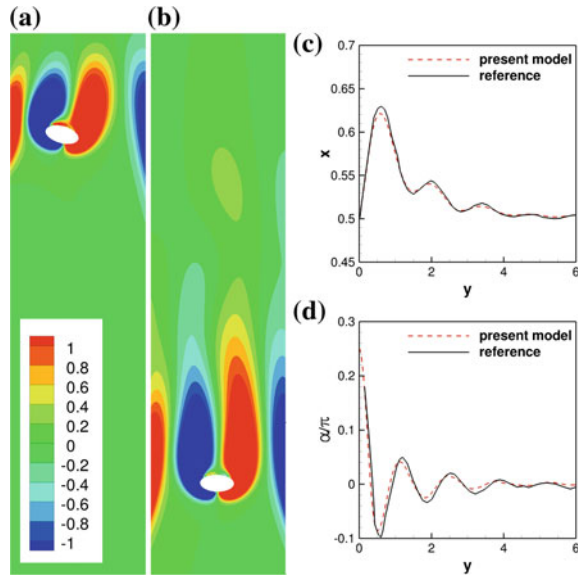 (a)
(b)
1
0.8
0.6
0.4
0.2
0
-0.2
-0.4
-0.6
-0.8
-1
(c)
0.7
0.65
0.6
0.55
0.5
0.45
x
present model
reference
0 2 4 6
y
(d)
0.3
0.2
0.1
0
-0.1
α/π
present model
reference
0 2 4 6
y